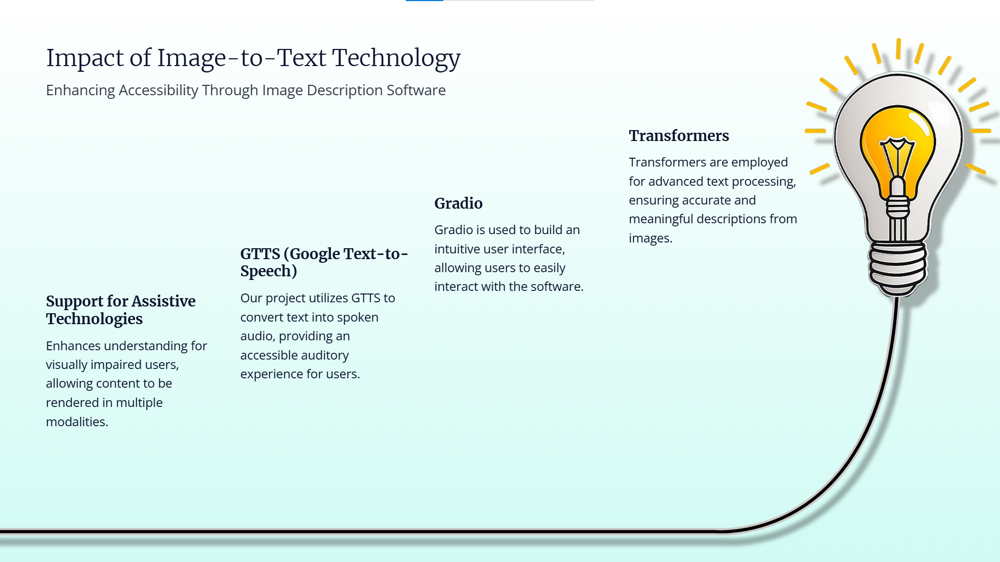 Impact of Image-to-Text Technology
Enhancing Accessibility Through Image Description Software
Support for Assistive
Technologies
Enhances understanding for
visually impaired users,
allowing content to be
rendered in multiple
modalities.
GTTS (Google Text-to-
Speech)
Our project utilizes GTTS to
convert text into spoken
audio, providing an
accessible auditory
experience for users.
Gradio
Gradio is used to build an
intuitive user interface,
allowing users to easily
interact with the software.
Transformers
Transformers are employed
for advanced text processing,
ensuring accurate and
meaningful descriptions from
images.